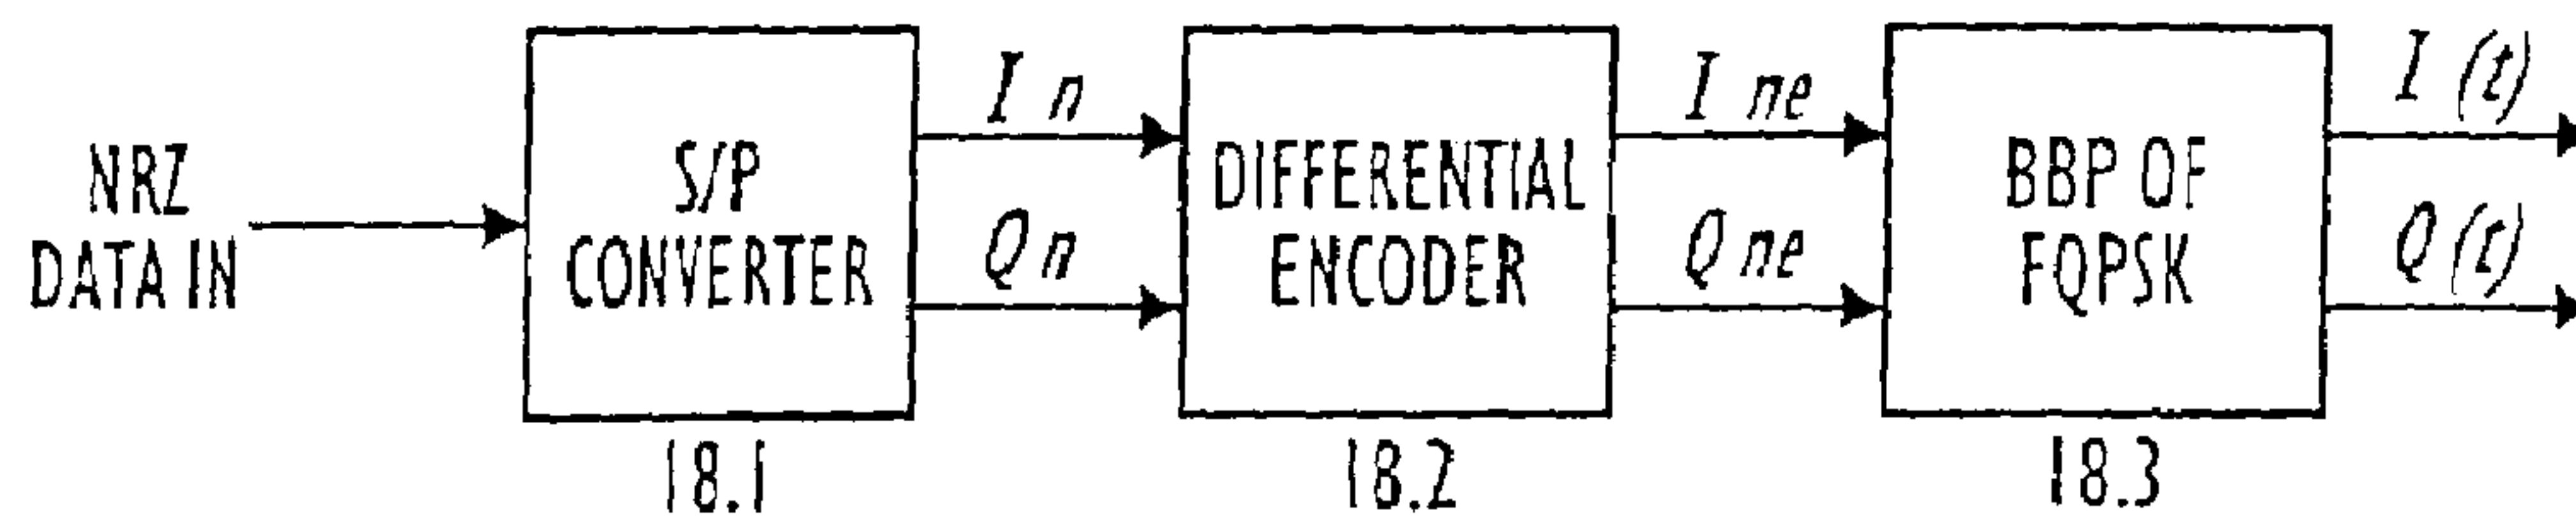 NRZ
DATA IN
S/P
CONVERTER
18.1
I n
Q n
DIFFERENTIAL
ENCODER
18.2
I ne
Q ne
BBP OF
FQPSK
18.3
I (t)
Q (t)